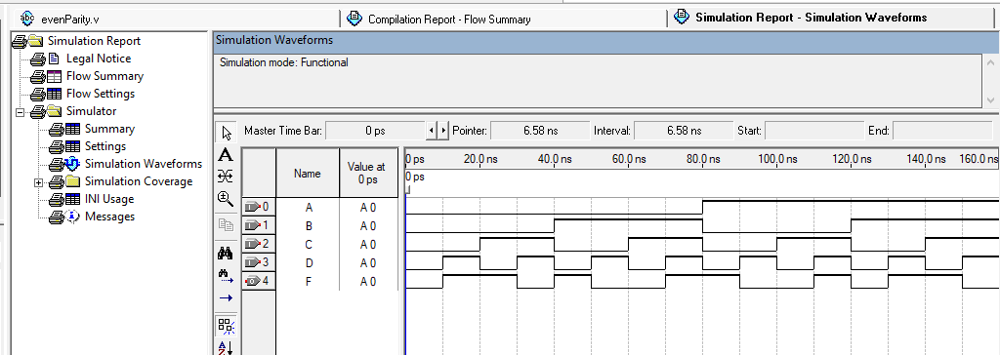 evenParity.v
Compilation Report - Flow Summary
Simulation Report - Simulation Waveforms
Simulation Report
Legal Notice
Flow Summary
Flow Settings
Simulator
Summary
Settings
Simulation Waveforms
Simulation Coverage
INI Usage
Messages
Simulation Waveforms
Simulation mode: Functional
Master Time Bar: 0 ps Pointer: 6.58 ns Interval: 6.58 ns Start: End:
Name Value at 0 ps
0 ps 20.0 ns 40.0 ns 60.0 ns 80.0 ns 100.0 ns 120.0 ns 140.0 ns 160.0 ns
0 ps
0 A A 0
1 B A 0
2 C A 0
3 D A 0
4 F A 0